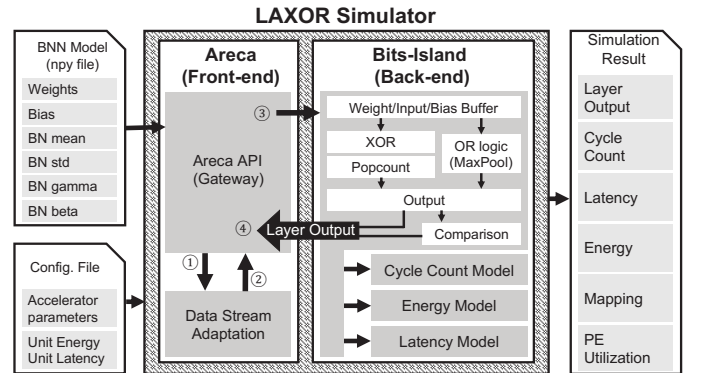 LAXOR Simulator
BNN Model
(npy file)
Weights
Bias
BN mean
BN std
BN gamma
BN beta
Config. File
Accelerator
parameters
Unit Energy
Unit Latency
Areca
(Front-end)
Areca API
(Gateway)
①
②
③
④
Data Stream
Adaptation
Bits-Island
(Back-end)
Weight/Input/Bias Buffer
XOR
Popcount
OR logic
(MaxPool)
Output
Layer Output
Comparison
Cycle Count Model
Energy Model
Latency Model
Simulation
Result
Layer
Output
Cycle
Count
Latency
Energy
Mapping
PE
Utilization